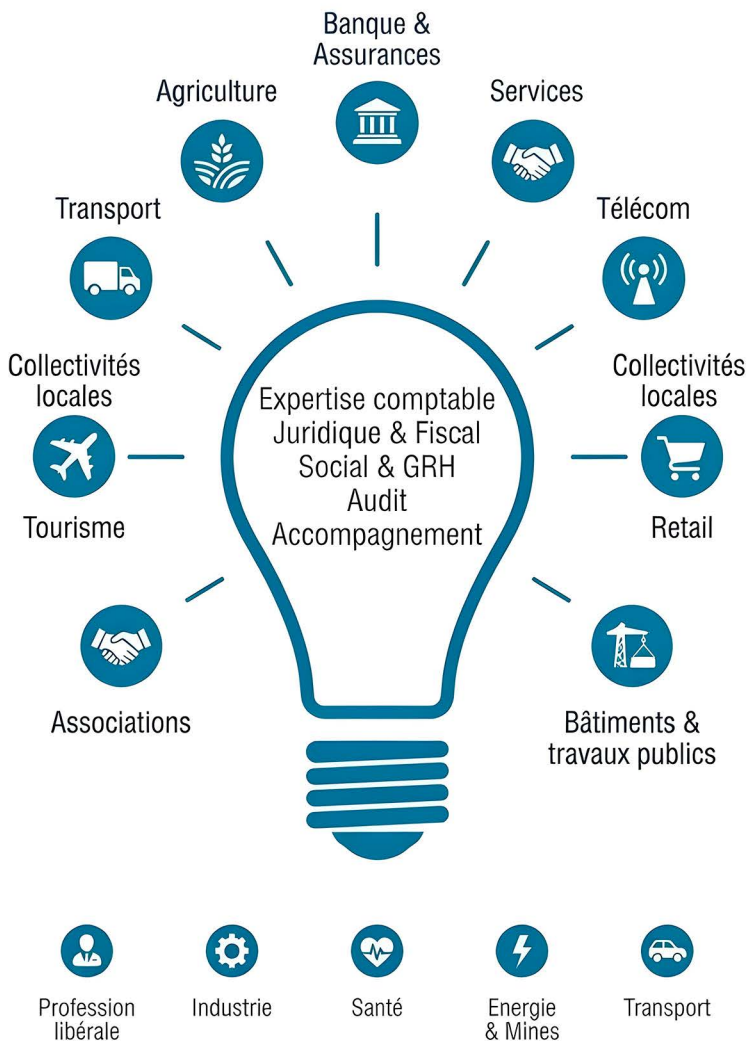 Banque &
Assurances
Agriculture
Services
Transport
Télécom
Collectivités
locales
Collectivités
locales
Expertise comptable
Juridique & Fiscal
Social & GRH
Audit
Accompagnement
Tourisme
Retail
Associations
Bâtiments &
travaux publics
Profession
libérale
Industrie
Santé
Energie
& Mines
Transport